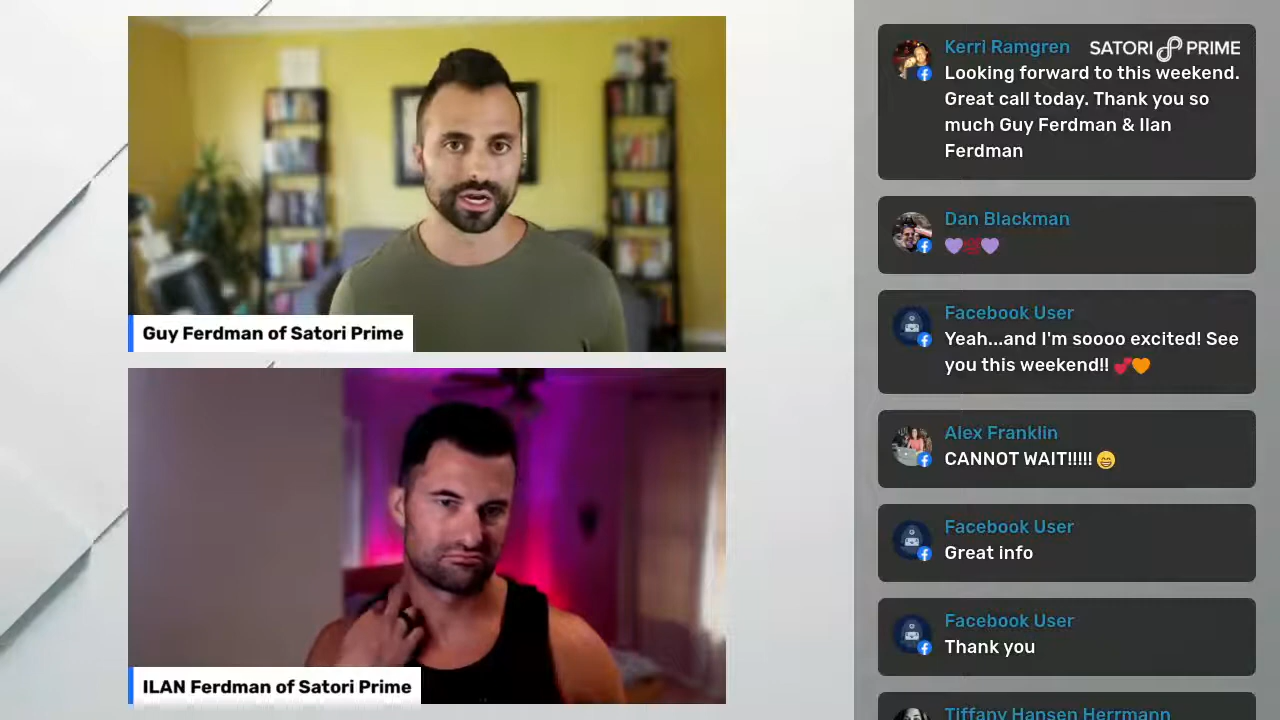 Guy Ferdman of Satori Prime
ILAN Ferdman of Satori Prime
SATORI PRIME
Kerri Ramgren
Looking forward to this weekend.
Great call today. Thank you so
much Guy Ferdman & Ilan
Ferdman
Dan Blackman
💜💯💜
Facebook User
Yeah...and I'm soooo excited! See
you this weekend!! 💕🧡
Alex Franklin
CANNOT WAIT!!!!! 😁
Facebook User
Great info
Facebook User
Thank you
Tiffany Hansen Herrmann